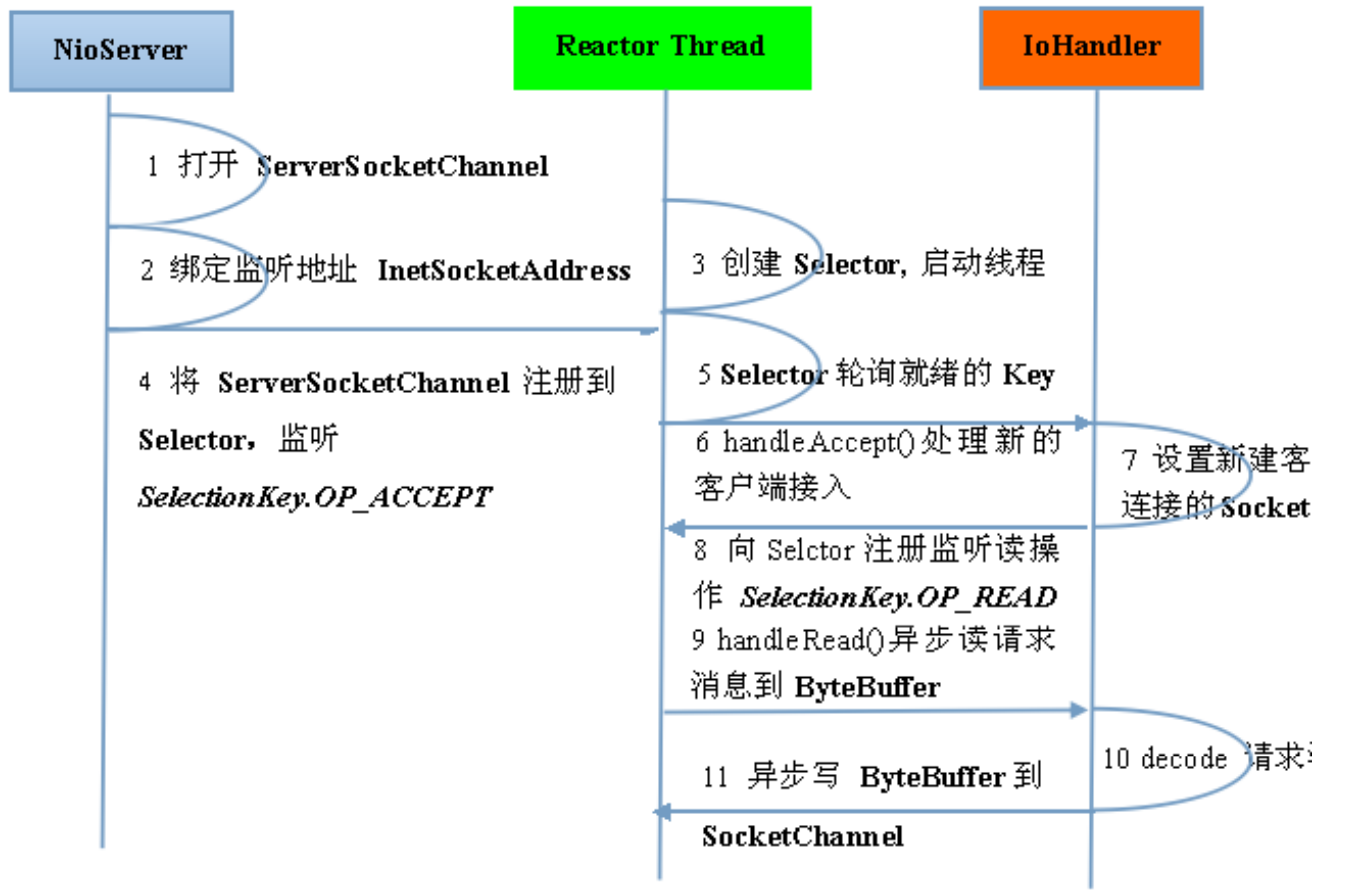 NioServer
Reactor Thread
IoHandler
1 打开 ServerSocketChannel
2 绑定监听地址 InetSocketAddress
3 创建 Selector, 启动线程
4 将 ServerSocketChannel 注册到
Selector，监听
SelectionKey.OP_ACCEPT
5 Selector 轮询就绪的 Key
6 handleAccept()处理新的
客户端接入
7 设置新建客
连接的 Socket
8 向 Selctor 注册监听读操
作 SelectionKey.OP_READ
9 handleRead()异步读请求
消息到 ByteBuffer
10 decode 请求
11 异步写 ByteBuffer 到
SocketChannel